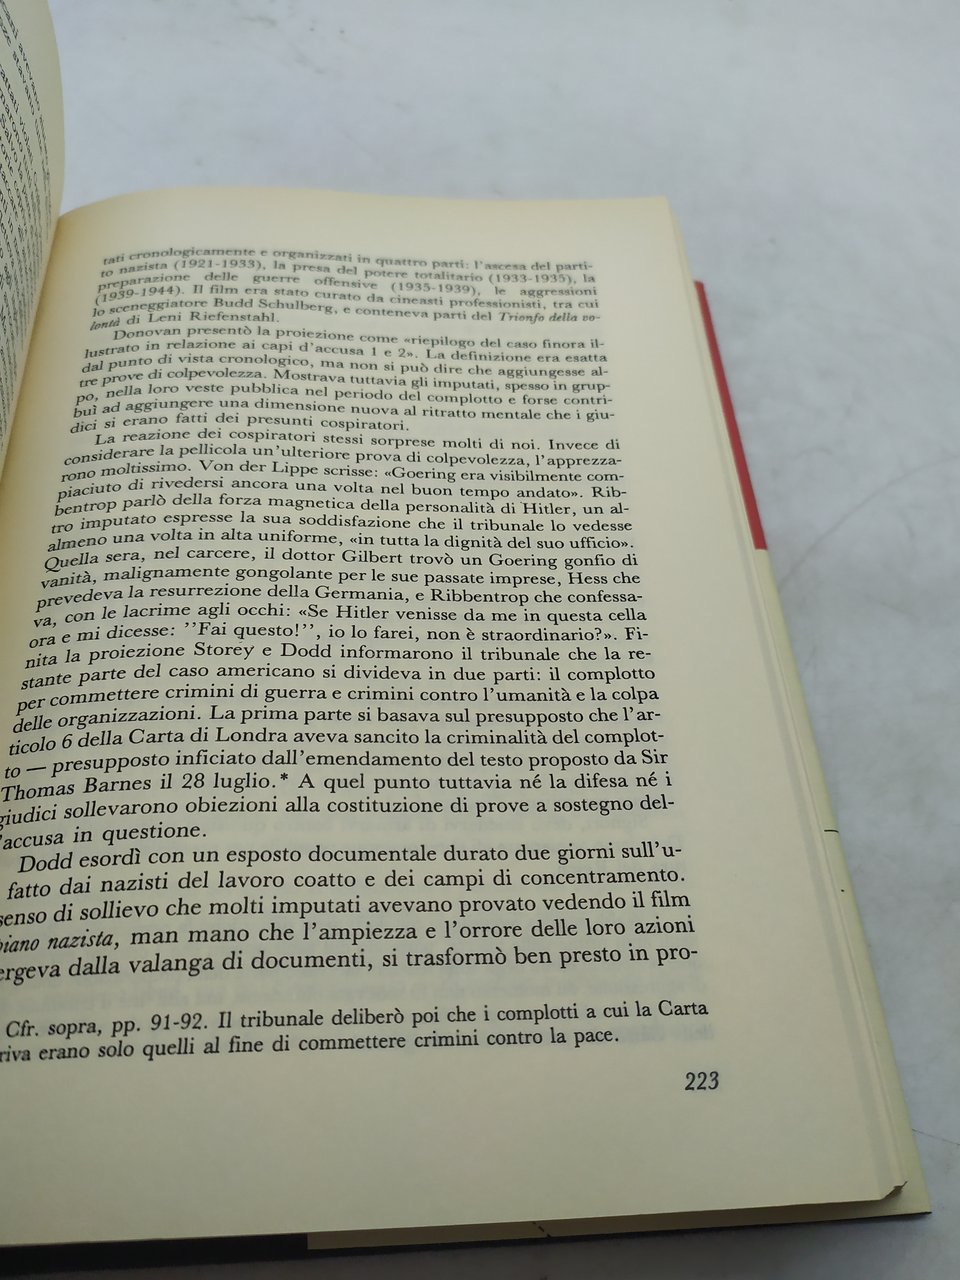 tati cronologicamente e organizzati in quattro parti: l'ascesa del parti-
to nazista (1921-1933), la presa del potere totalitario (1933-1935), la
preparazione delle guerre offensive (1935-1939), le aggressioni
(1939-1944). Il film era stato curato da cineasti professionisti, tra cui
lo sceneggiatore Budd Schulberg, e conteneva parti del Trionfo della vo-
lontà di Leni Riefenstahl.
Donovan presentò la proiezione come «riepilogo del caso finora il-
lustrato in relazione ai capi d'accusa 1 e 2». La definizione era esatta
dal punto di vista cronologico, ma non si può dire che aggiungesse al-
tre prove di colpevolezza. Mostrava tuttavia gli imputati, spesso in grup-
po, nella loro veste pubblica nel periodo del complotto e forse contri-
buì ad aggiungere una dimensione nuova al ritratto mentale che i giu-
dici si erano fatti dei presunti cospiratori.
La reazione dei cospiratori stessi sorprese molti di noi. Invece di
considerare la pellicola un'ulteriore prova di colpevolezza, l'apprezza-
rono moltissimo. Von der Lippe scrisse: «Goering era visibilmente com-
piaciuto di rivedersi ancora una volta nel buon tempo andato». Rib-
bentrop parlò della forza magnetica della personalità di Hitler, un al-
tro imputato espresse la sua soddisfazione che il tribunale lo vedesse
almeno una volta in alta uniforme, «in tutta la dignità del suo ufficio».
Quella sera, nel carcere, il dottor Gilbert trovò un Goering gonfio di
vanità, malignamente gongolante per le sue passate imprese, Hess che
prevedeva la resurrezione della Germania, e Ribbentrop che confessa-
va, con le lacrime agli occhi: «Se Hitler venisse da me in questa cella
ora e mi dicesse: ''Fai questo!'', io lo farei, non è straordinario?». Fi-
nita la proiezione Storey e Dodd informarono il tribunale che la re-
stante parte del caso americano si divideva in due parti: il complotto
per commettere crimini di guerra e crimini contro l'umanità e la colpa
delle organizzazioni. La prima parte si basava sul presupposto che l'ar-
ticolo 6 della Carta di Londra aveva sancito la criminalità del complot-
to — presupposto inficiato dall'emendamento del testo proposto da Sir
Thomas Barnes il 28 luglio.* A quel punto tuttavia né la difesa né i
giudici sollevarono obiezioni alla costituzione di prove a sostegno del-
l'accusa in questione.
Dodd esordì con un esposto documentale durato due giorni sull'u-
fatto dai nazisti del lavoro coatto e dei campi di concentramento.
senso di sollievo che molti imputati avevano provato vedendo il film
piano nazista, man mano che l'ampiezza e l'orrore delle loro azioni
ergeva dalla valanga di documenti, si trasformò ben presto in pro-
Cfr. sopra, pp. 91-92. Il tribunale deliberò poi che i complotti a cui la Carta
riva erano solo quelli al fine di commettere crimini contro la pace.
223